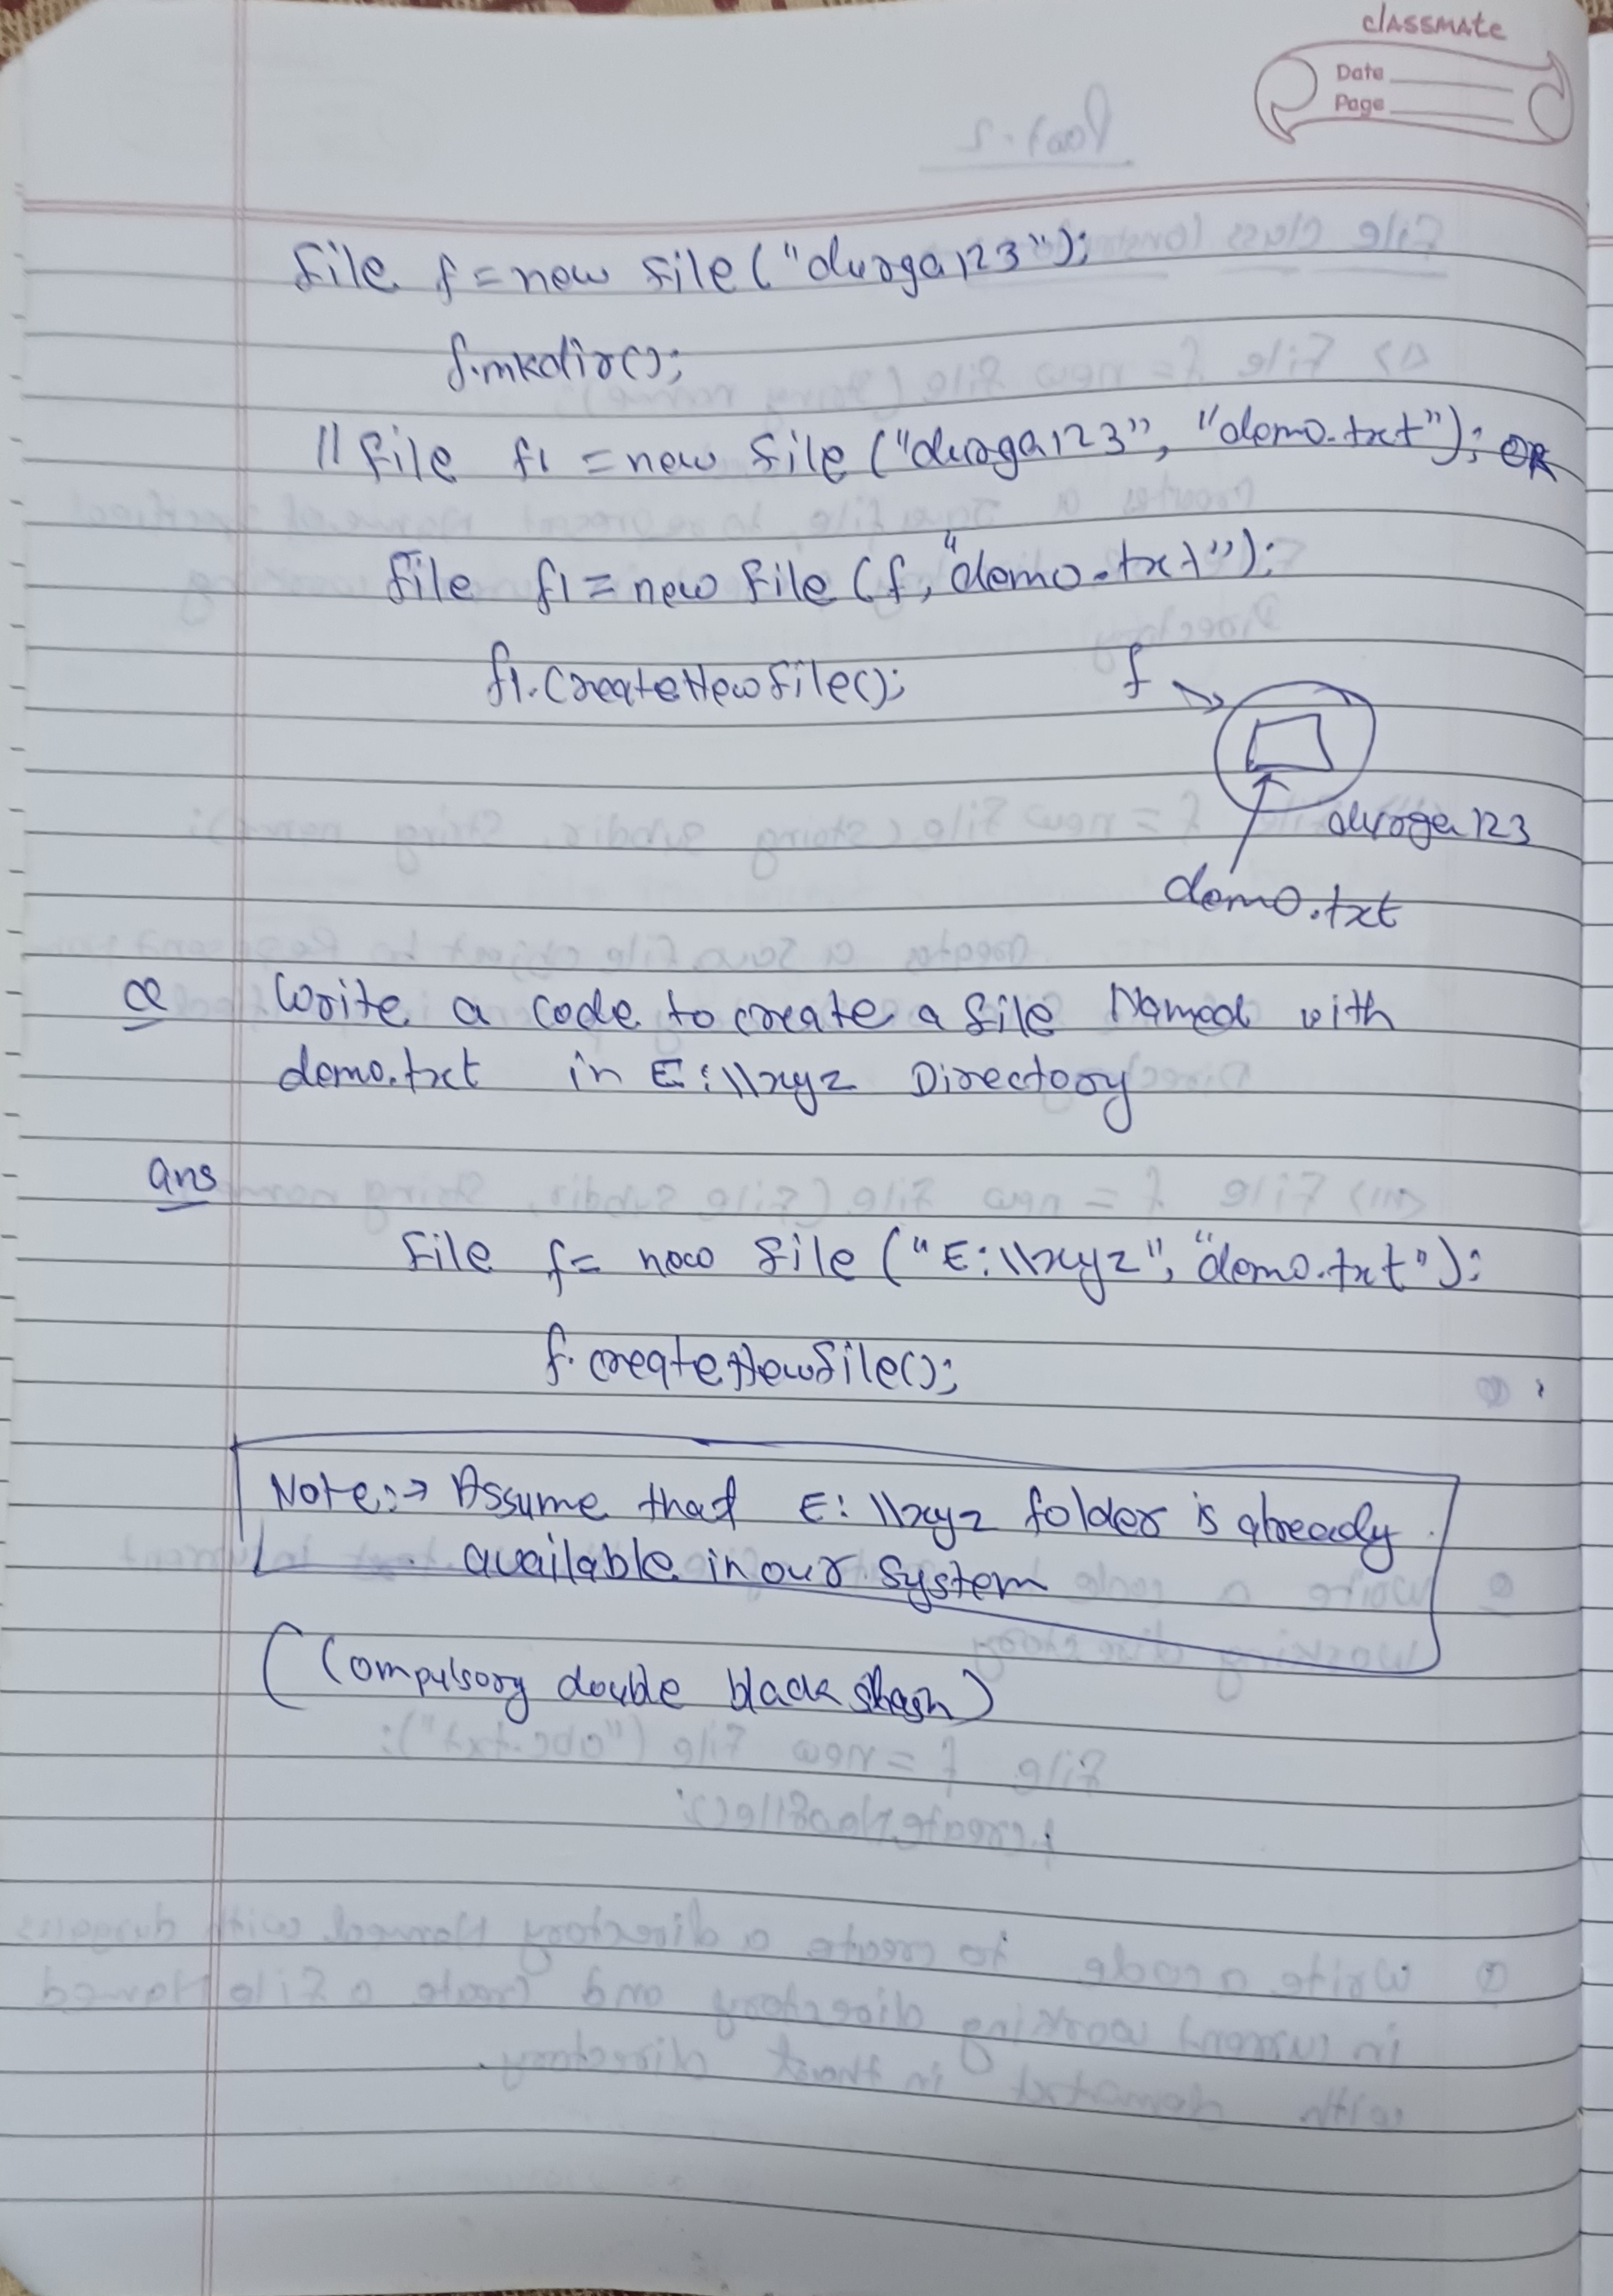 classmate
Date
Page
File f = new File ("durga123");
f.mkdir();
// File f1 = new File ("durga123", "demo.txt"); OR
File f1 = new File (f, "demo.txt");
f1.CreateNewFile();
f
durga123
demo.txt
Q Write a code to create a file Named with
demo.txt in E:\\xyz Directory
ans
File f = new File ("E:\\xyz", "demo.txt");
f.createNewFile();
Note:→ Assume that E:\\xyz folder is already
available in our System
(Compulsory double black slash)